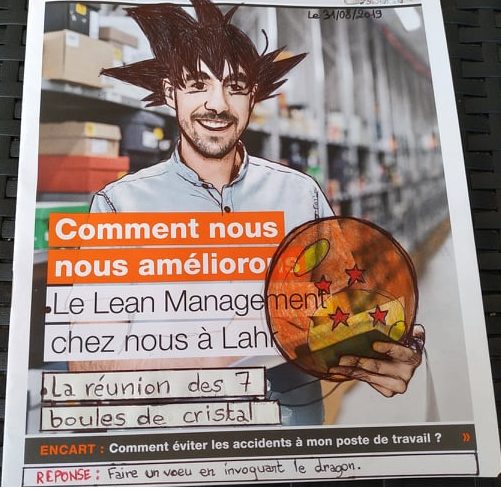 Le 31/08/2019
Comment nous
nous améliorons
Le Lean Management
chez nous à Lahr
La réunion des 7
boules de cristal
ENCART : Comment éviter les accidents à mon poste de travail ? »
REPONSE : Faire un voeu en invoquant le dragon.